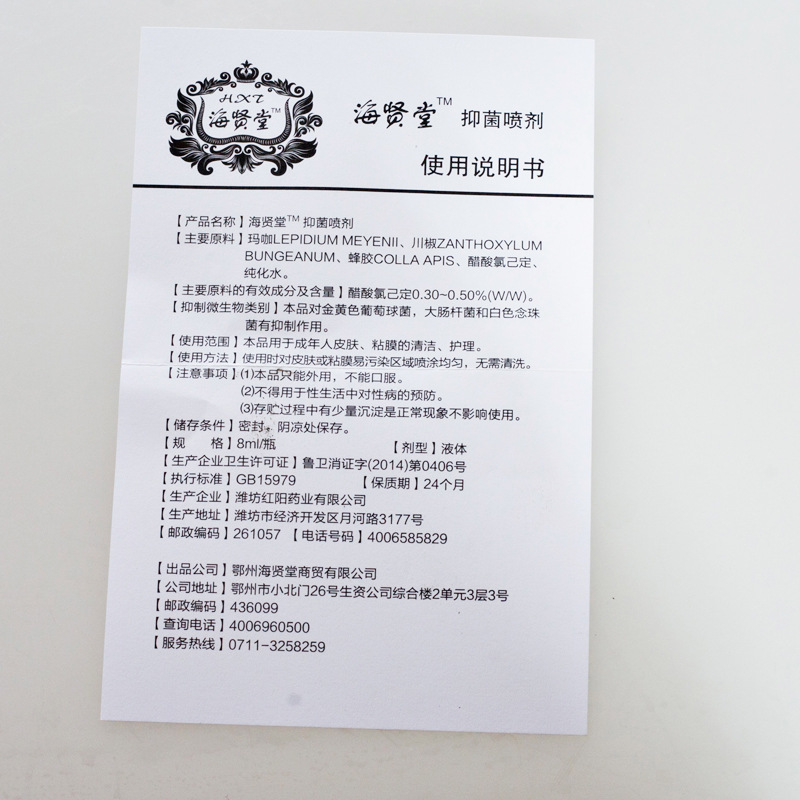 HXT
海贤堂TM
海贤堂TM 抑菌喷剂
使用说明书
【产品名称】海贤堂TM 抑菌喷剂
【主要原料】玛咖LEPIDIUM MEYENII、川椒ZANTHOXYLUM
BUNGEANUM、蜂胶COLLA APIS、醋酸氯己定、
纯化水。
【主要原料的有效成分及含量】醋酸氯己定0.30~0.50%(W/W)。
【抑制微生物类别】本品对金黄色葡萄球菌，大肠杆菌和白色念珠
菌有抑制作用。
【使用范围】本品用于成年人皮肤、粘膜的清洁、护理。
【使用方法】使用时对皮肤或粘膜易污染区域喷涂均匀，无需清洗。
【注意事项】(1)本品只能外用，不能口服。
(2)不得用于性生活中对性病的预防。
(3)存贮过程中有少量沉淀是正常现象不影响使用。
【储存条件】密封，阴凉处保存。
【规 格】8ml/瓶 【剂型】液体
【生产企业卫生许可证】鲁卫消证字(2014)第0406号
【执行标准】GB15979 【保质期】24个月
【生产企业】潍坊红阳药业有限公司
【生产地址】潍坊市经济开发区月河路3177号
【邮政编码】261057 【电话号码】4006585829
【出品公司】鄂州海贤堂商贸有限公司
【公司地址】鄂州市小北门26号生资公司综合楼2单元3层3号
【邮政编码】436099
【查询电话】4006960500
【服务热线】0711-3258259